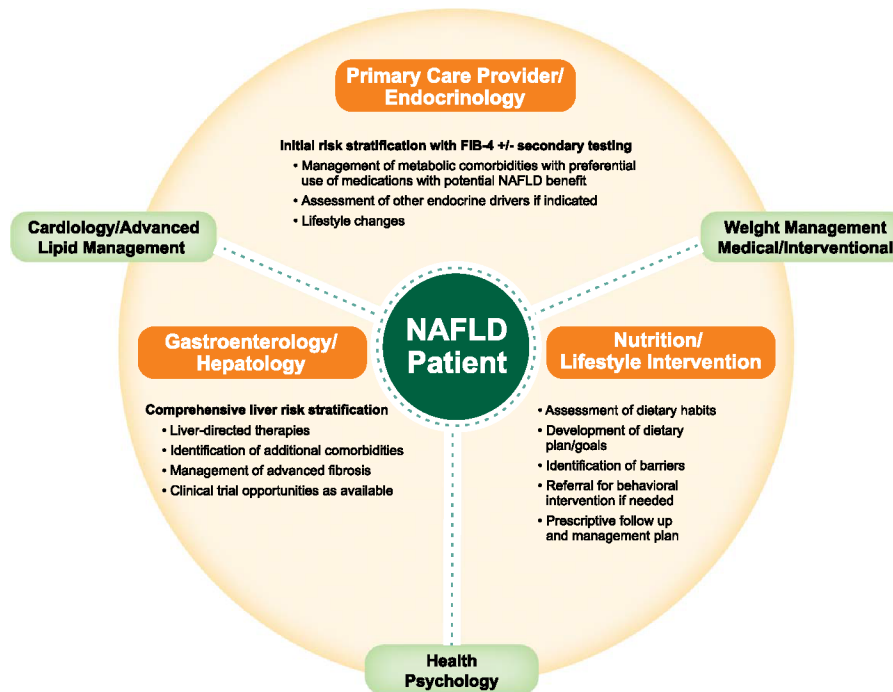 Primary Care Provider/
Endocrinology
Initial risk stratification with FIB-4 +/- secondary testing
• Management of metabolic comorbidities with preferential
use of medications with potential NAFLD benefit
• Assessment of other endocrine drivers if indicated
• Lifestyle changes
Cardiology/Advanced
Lipid Management
Weight Management
Medical/Interventional
NAFLD
Patient
Gastroenterology/
Hepatology
Comprehensive liver risk stratification
• Liver-directed therapies
• Identification of additional comorbidities
• Management of advanced fibrosis
• Clinical trial opportunities as available
Nutrition/
Lifestyle Intervention
• Assessment of dietary habits
• Development of dietary
plan/goals
• Identification of barriers
• Referral for behavioral
intervention if needed
• Prescriptive follow up
and management plan
Health
Psychology